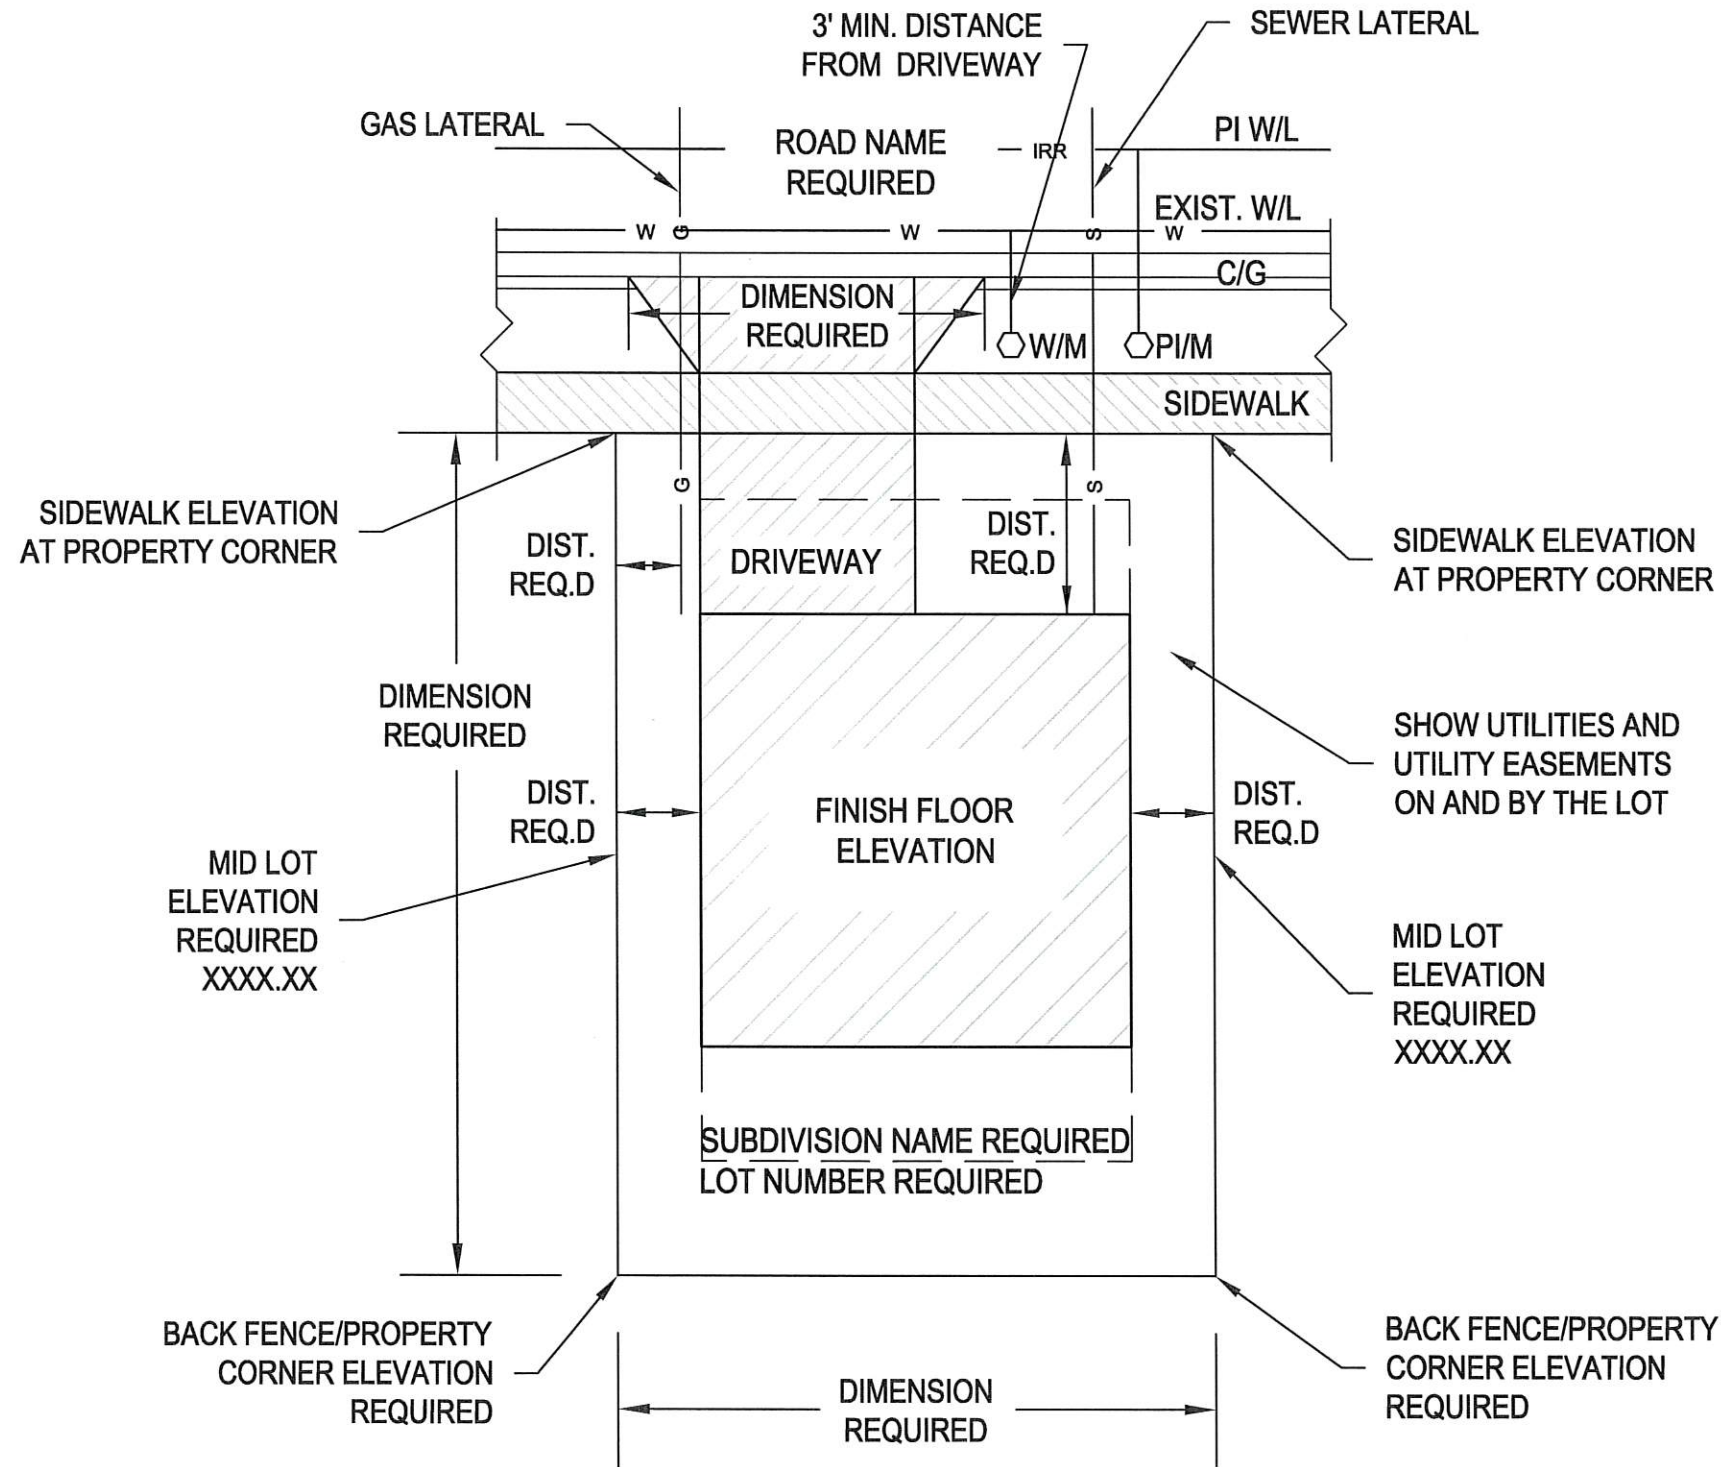 3' MIN. DISTANCE
FROM DRIVEWAY
SEWER LATERAL
GAS LATERAL
ROAD NAME
REQUIRED
IRR
PI W/L
EXIST. W/L
W
G
W
S
W
C/G
DIMENSION
REQUIRED
W/M
PI/M
SIDEWALK
SIDEWALK ELEVATION
AT PROPERTY CORNER
G
S
DIST.
REQ.D
DRIVEWAY
DIST.
REQ.D
SIDEWALK ELEVATION
AT PROPERTY CORNER
DIMENSION
REQUIRED
SHOW UTILITIES AND
UTILITY EASEMENTS
ON AND BY THE LOT
DIST.
REQ.D
FINISH FLOOR
ELEVATION
DIST.
REQ.D
MID LOT
ELEVATION
REQUIRED
XXXX.XX
MID LOT
ELEVATION
REQUIRED
XXXX.XX
SUBDIVISION NAME REQUIRED
LOT NUMBER REQUIRED
BACK FENCE/PROPERTY
CORNER ELEVATION
REQUIRED
DIMENSION
REQUIRED
BACK FENCE/PROPERTY
CORNER ELEVATION
REQUIRED